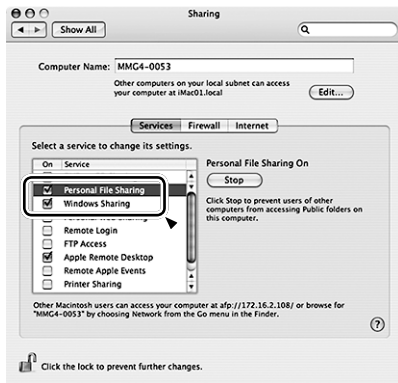 Sharing
Show All
Computer Name: MMG4-0053
Other computers on your local subnet can access
your computer at iMac01.local
Edit...
Services Firewall Internet
Select a service to change its settings.
On Service
Personal File Sharing
Windows Sharing
Personal Web Sharing
Remote Login
FTP Access
Apple Remote Desktop
Remote Apple Events
Printer Sharing
Personal File Sharing On
Stop
Click Stop to prevent users of other
computers from accessing Public folders on
this computer.
Other Macintosh users can access your computer at afp://172.16.2.108/ or browse for
"MMG4-0053" by choosing Network from the Go menu in the Finder.
?
Click the lock to prevent further changes.